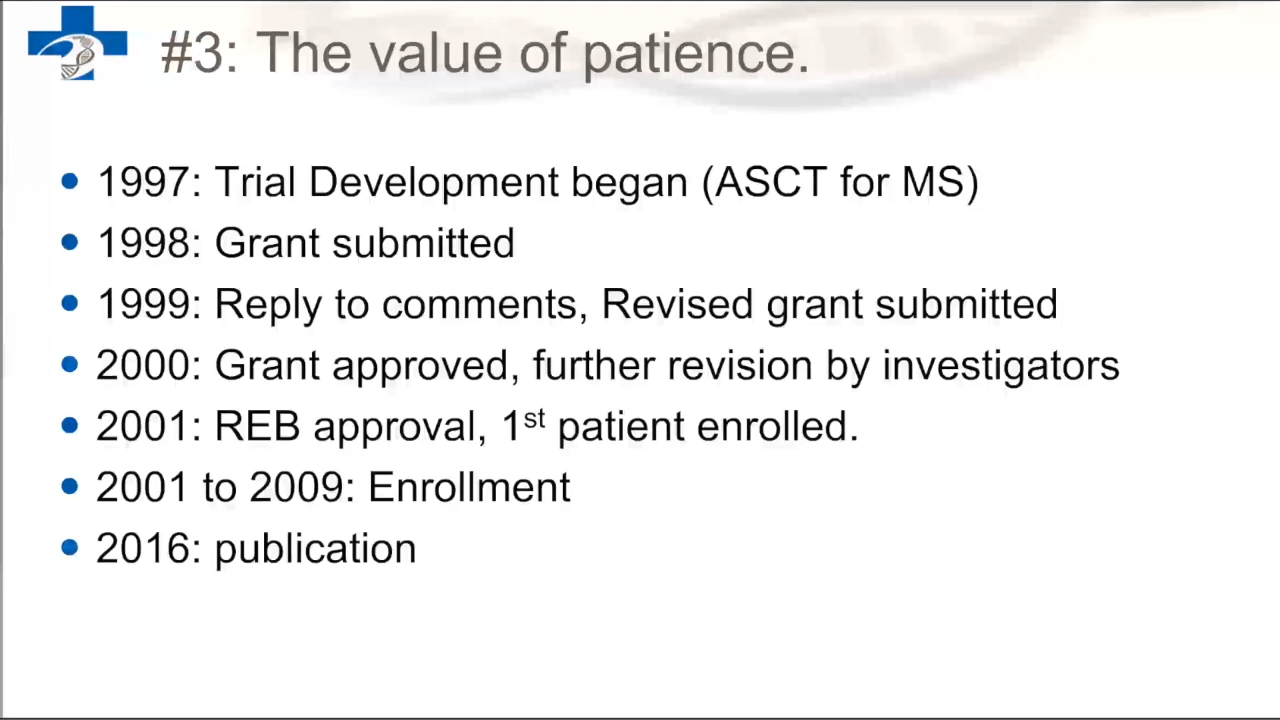 #3: The value of patience.
• 1997: Trial Development began (ASCT for MS)
• 1998: Grant submitted
• 1999: Reply to comments, Revised grant submitted
• 2000: Grant approved, further revision by investigators
• 2001: REB approval, 1st patient enrolled.
• 2001 to 2009: Enrollment
• 2016: publication